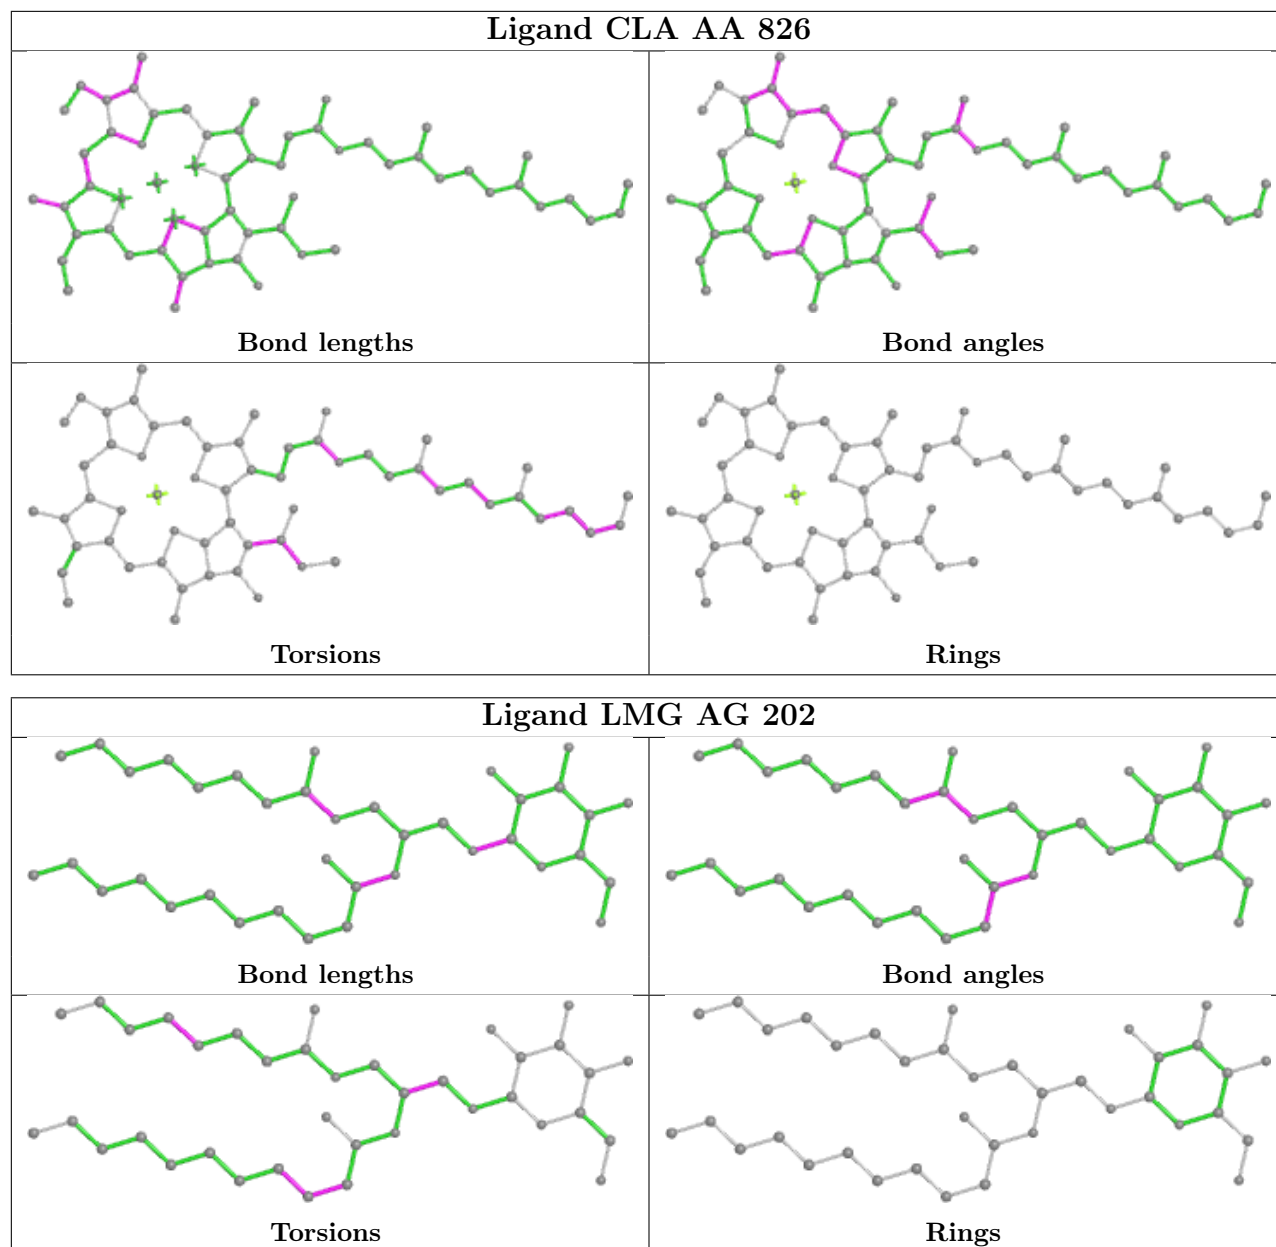 Ligand CLA AA 826
Bond lengths
Bond angles
Torsions
Rings
Ligand LMG AG 202
Bond lengths
Bond angles
Torsions
Rings